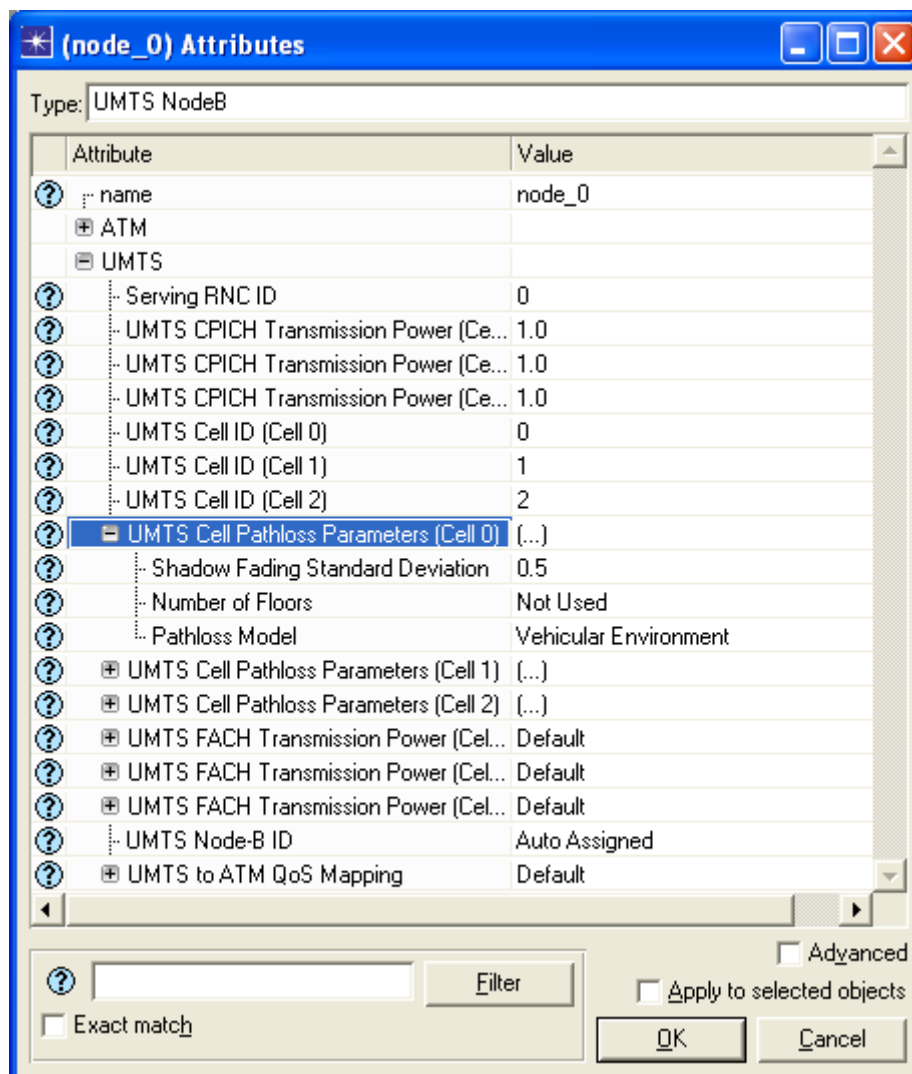 (node_0) Attributes
Type: UMTS NodeB
Attribute Value
name node_0
ATM
UMTS
Serving RNC ID 0
UMTS CPICH Transmission Power (Ce... 1.0
UMTS CPICH Transmission Power (Ce... 1.0
UMTS CPICH Transmission Power (Ce... 1.0
UMTS Cell ID (Cell 0) 0
UMTS Cell ID (Cell 1) 1
UMTS Cell ID (Cell 2) 2
UMTS Cell Pathloss Parameters (Cell 0) (...)
Shadow Fading Standard Deviation 0.5
Number of Floors Not Used
Pathloss Model Vehicular Environment
UMTS Cell Pathloss Parameters (Cell 1) (...)
UMTS Cell Pathloss Parameters (Cell 2) (...)
UMTS FACH Transmission Power (Cel... Default
UMTS FACH Transmission Power (Cel... Default
UMTS FACH Transmission Power (Cel... Default
UMTS Node-B ID Auto Assigned
UMTS to ATM QoS Mapping Default
Advanced
Filter
Apply to selected objects
Exact match
OK Cancel